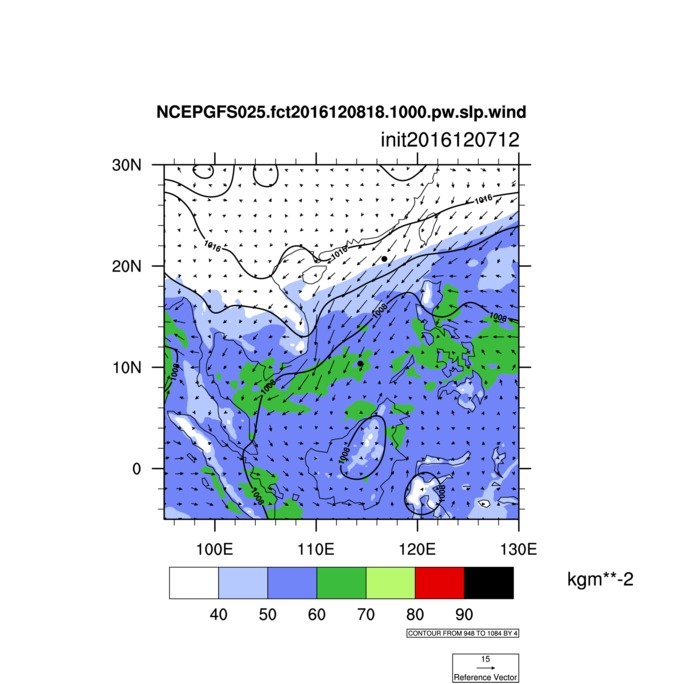 NCEPGFS025.fct2016120818.1000.pw.slp.wind
init2016120712
30N
1016
1016
1016
20N
1008
1008
10N
1008
1008
1008
0
1008
1008
100E 110E 120E 130E
kgm**-2
40 50 60 70 80 90
CONTOUR FROM 948 TO 1084 BY 4
15
Reference Vector